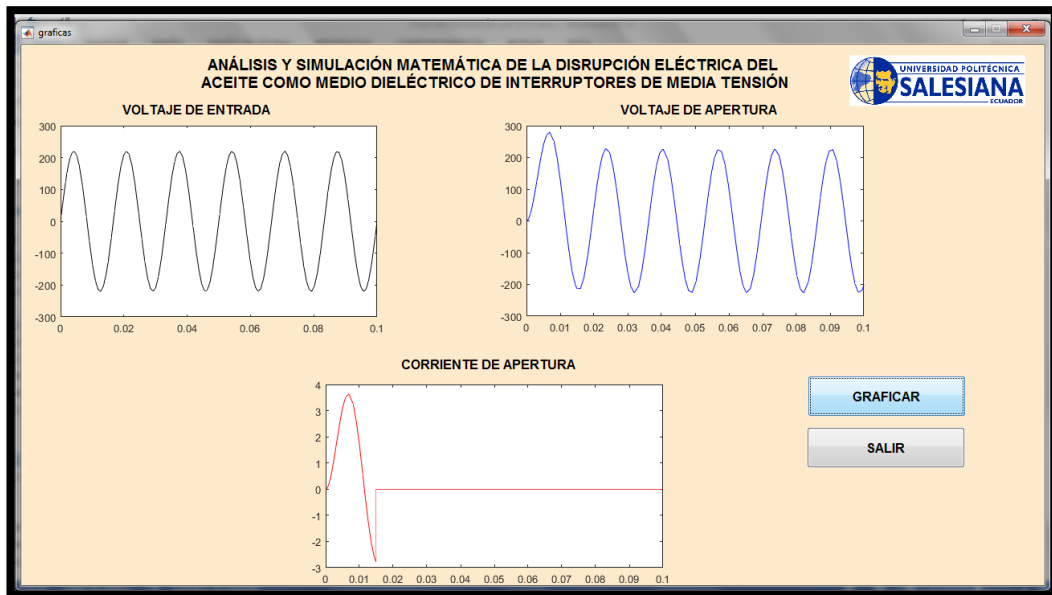 graficas
ANÁLISIS Y SIMULACIÓN MATEMÁTICA DE LA DISRUPCIÓN ELÉCTRICA DEL
ACEITE COMO MEDIO DIELÉCTRICO DE INTERRUPTORES DE MEDIA TENSIÓN
UNIVERSIDAD POLITÉCNICA
SALESIANA
ECUADOR
VOLTAJE DE ENTRADA
300
200
100
0
-100
-200
-300
0 0.02 0.04 0.06 0.08 0.1
VOLTAJE DE APERTURA
300
200
100
0
-100
-200
-300
0 0.01 0.02 0.03 0.04 0.05 0.06 0.07 0.08 0.09 0.1
CORRIENTE DE APERTURA
4
3
2
1
0
-1
-2
-3
0 0.01 0.02 0.03 0.04 0.05 0.06 0.07 0.08 0.09 0.1
GRAFICAR
SALIR